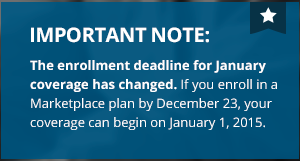 IMPORTANT NOTE:
The enrollment deadline for January
coverage has changed. If you enroll in a
Marketplace plan by December 23, your
coverage can begin on January 1, 2015.